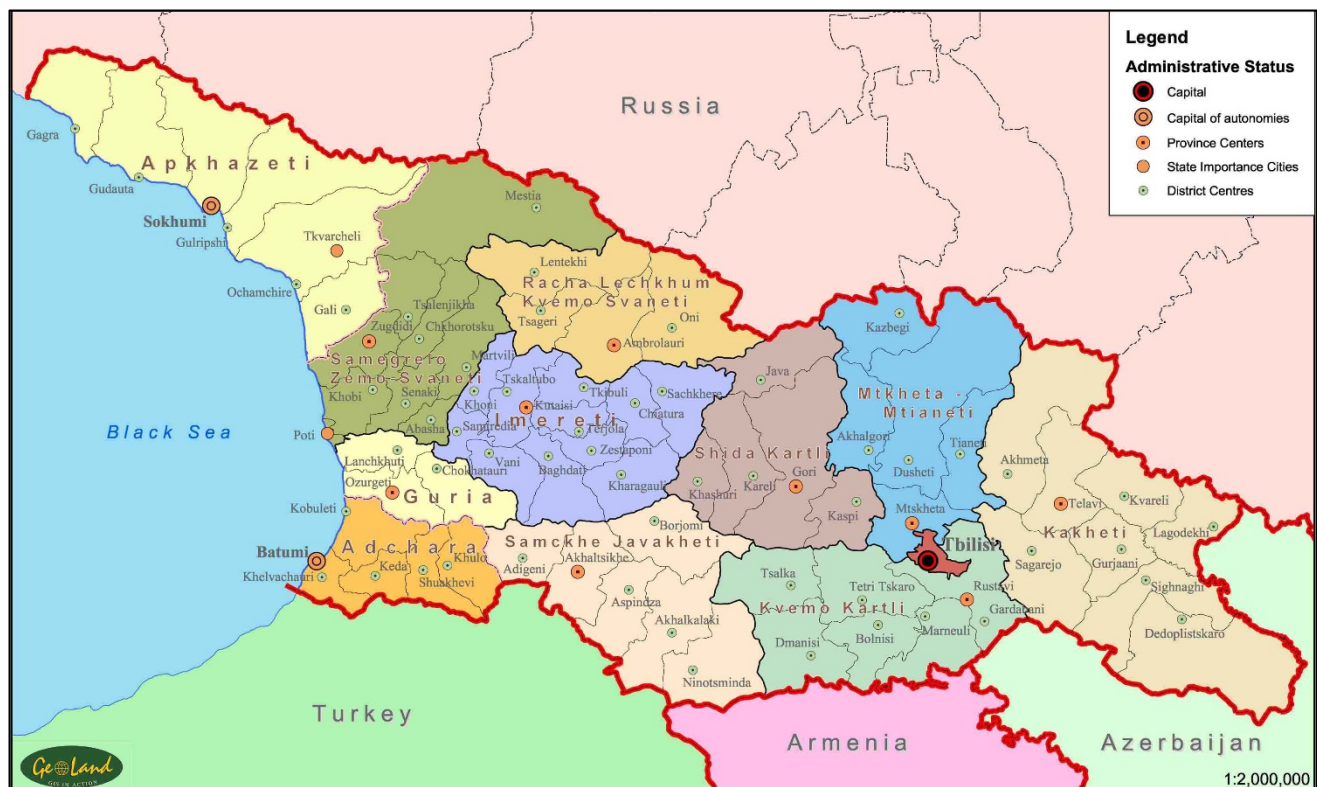 Legend
Administrative Status
Capital
Capital of autonomies
Province Centers
State Importance Cities
District Centres
Russia
Gagra
Apkhazeti
Gudauta
Sokhumi
Gulripshi
Tkvarcheli
Ochamchire
Gali
Mestia
Lentekhi
Racha Lechkhum
Kvemo Svaneti
Tsageri
Oni
Ambrolauri
Tsalenjikha
Zugdidi
Chkhorotsku
Samegrelo
Zemo Svaneti
Martvili
Khobi
Senaki
Abasha
Poti
Black Sea
Tskaltubo
Tkibuli
Sachkhere
Khoni
Kutaisi
Chiatura
Imereti
Samtredia
Terjola
Vani
Baghdati
Zestaponi
Kharagauli
Java
Shida Kartli
Gori
Khashuri
Kareli
Kaspi
Kazbegi
Mtkheta -
Mtianeti
Akhalgori
Dusheti
Tianeti
Mtskheta
Tbilisi
Akhmeta
Telavi
Kvareli
Lagodekhi
Kakheti
Sagarejo
Gurjaani
Sighnaghi
Dedoplistskaro
Lanchkhuti
Ozurgeti
Chokhatauri
Guria
Kobuleti
Batumi
Adchara
Khelvachauri
Keda
Shuakhevi
Khulo
Borjomi
Samckhe Javakheti
Adigeni
Akhaltsikhe
Aspindza
Akhalkalaki
Ninotsminda
Tsalka
Tetri Tskaro
Rustavi
Kvemo Kartli
Gardabani
Marneuli
Bolnisi
Dmanisi
Turkey
Armenia
Azerbaijan
GeoLand
GIS IN ACTION
1:2,000,000